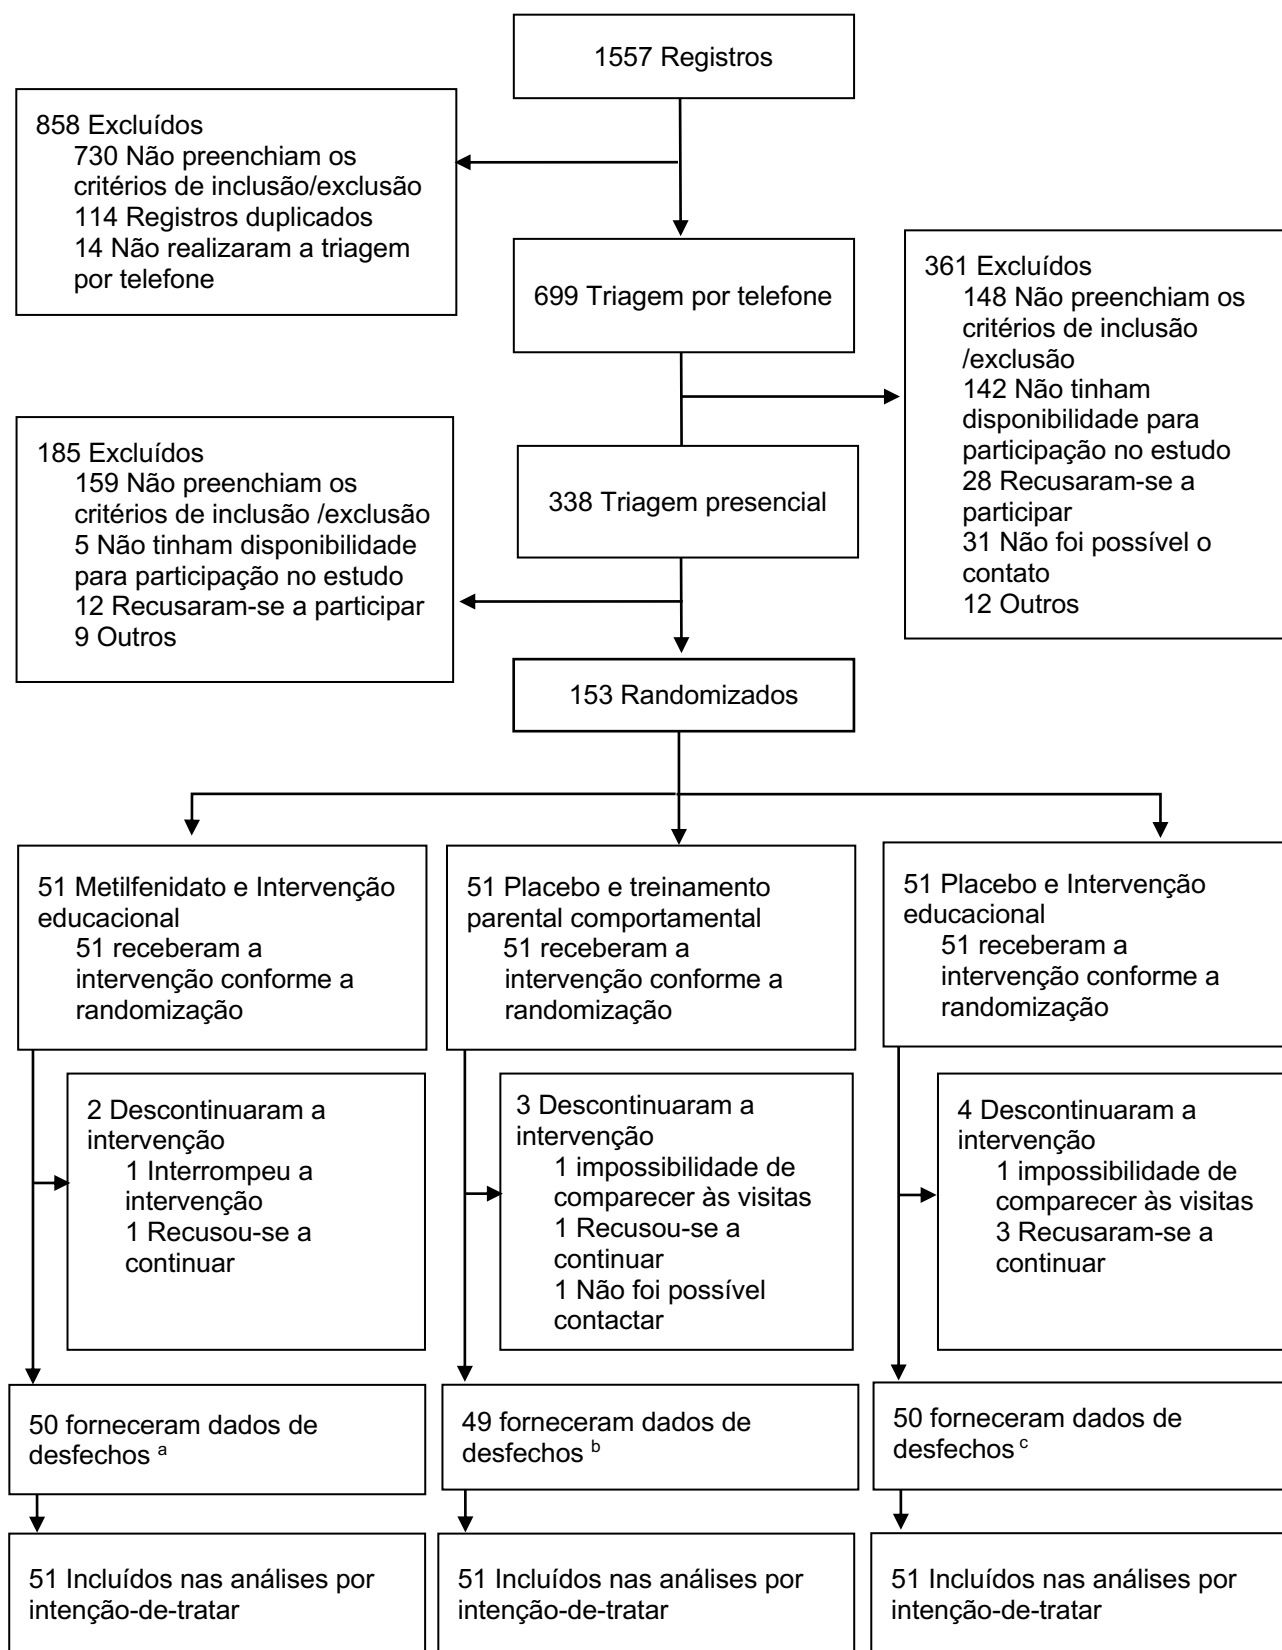 1557 Registros
858 Excluídos
730 Não preenchiam os
critérios de inclusão/exclusão
114 Registros duplicados
14 Não realizaram a triagem
por telefone
699 Triagem por telefone
361 Excluídos
148 Não preenchiam os
critérios de inclusão
/exclusão
142 Não tinham
disponibilidade para
participação no estudo
28 Recusaram-se a
participar
31 Não foi possível o
contato
12 Outros
338 Triagem presencial
185 Excluídos
159 Não preenchiam os
critérios de inclusão /exclusão
5 Não tinham disponibilidade
para participação no estudo
12 Recusaram-se a participar
9 Outros
153 Randomizados
51 Metilfenidato e Intervenção
educacional
51 receberam a
intervenção conforme a
randomização
51 Placebo e treinamento
parental comportamental
51 receberam a
intervenção conforme a
randomização
51 Placebo e Intervenção
educacional
51 receberam a
intervenção conforme a
randomização
2 Descontinuaram a
intervenção
1 Interrompeu a
intervenção
1 Recusou-se a
continuar
3 Descontinuaram a
intervenção
1 impossibilidade de
comparecer às visitas
1 Recusou-se a
continuar
1 Não foi possível
contactar
4 Descontinuaram a
intervenção
1 impossibilidade de
comparecer às visitas
3 Recusaram-se a
continuar
50 forneceram dados de
desfechos a
49 forneceram dados de
desfechos b
50 forneceram dados de
desfechos c
51 Incluídos nas análises por
intenção-de-tratar
51 Incluídos nas análises por
intenção-de-tratar
51 Incluídos nas análises por
intenção-de-tratar